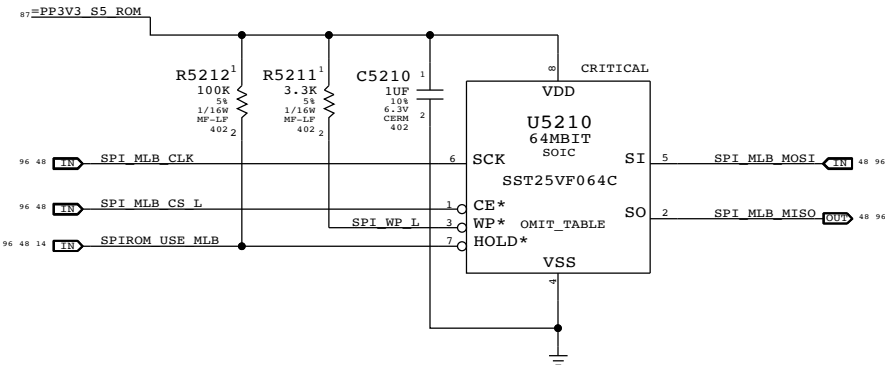 87 =PP3V3_S5_ROM
R5212 1
100K
5%
1/16W
MF-LF
402 2
R5211 1
3.3K
5%
1/16W
MF-LF
402 2
C5210 1
1UF
10%
6.3V
CERM
402
2
8 CRITICAL
VDD
U5210
64MBIT
SOIC
SST25VF064C
OMIT_TABLE
96 48 IN SPI_MLB_CLK 6 SCK
SI 5 SPI_MLB_MOSI IN 48 96
96 48 IN SPI_MLB_CS_L 1 CE*
SPI_WP_L 3 WP*
SO 2 SPI_MLB_MISO OUT 48 96
96 48 14 IN SPIROM_USE_MLB 7 HOLD*
VSS
4